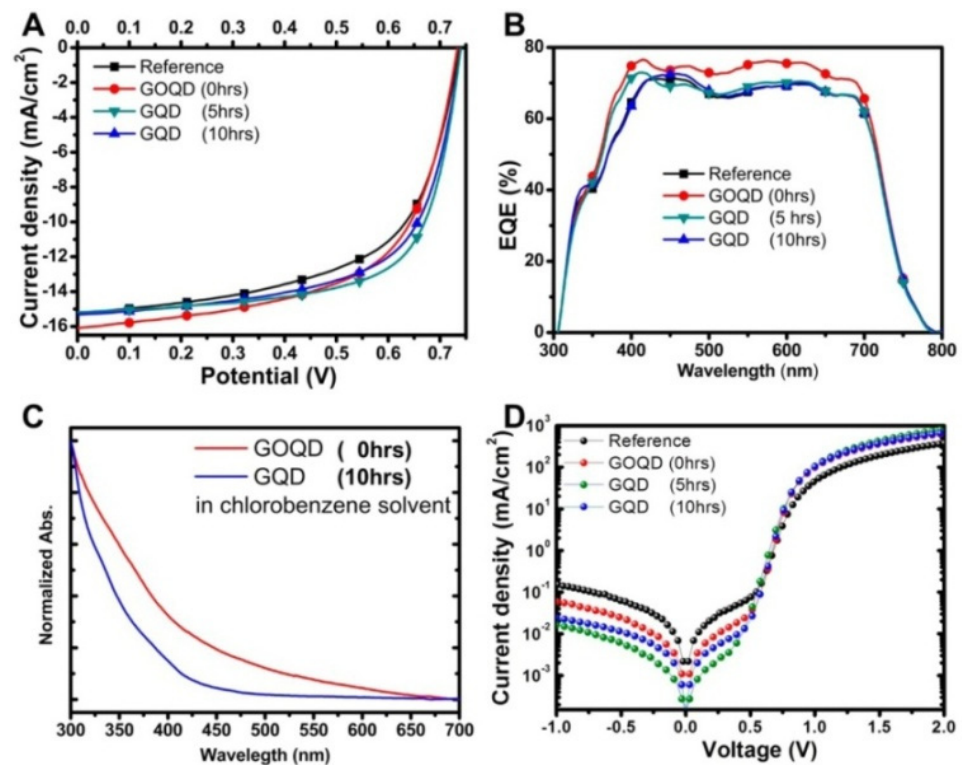 A
0.0 0.1 0.2 0.3 0.4 0.5 0.6 0.7
0
-2
-4
-6
-8
-10
-12
-14
-16
Current density (mA/cm²)
Reference
GOQD (0hrs)
GQD (5hrs)
GQD (10hrs)
0.0 0.1 0.2 0.3 0.4 0.5 0.6 0.7
Potential (V)
B
80
60
40
20
0
EQE (%)
Reference
GOQD (0hrs)
GQD (5 hrs)
GQD (10hrs)
300 400 500 600 700 800
Wavelength (nm)
C
Normalized Abs.
GOQD ( 0hrs)
GQD (10hrs)
in chlorobenzene solvent
300 350 400 450 500 550 600 650 700
Wavelegth (nm)
D
10³
10²
10¹
10⁰
10⁻¹
10⁻²
10⁻³
Current density (mA/cm²)
Reference
GOQD (0hrs)
GQD (5hrs)
GQD (10hrs)
-1.0 -0.5 0.0 0.5 1.0 1.5 2.0
Voltage (V)